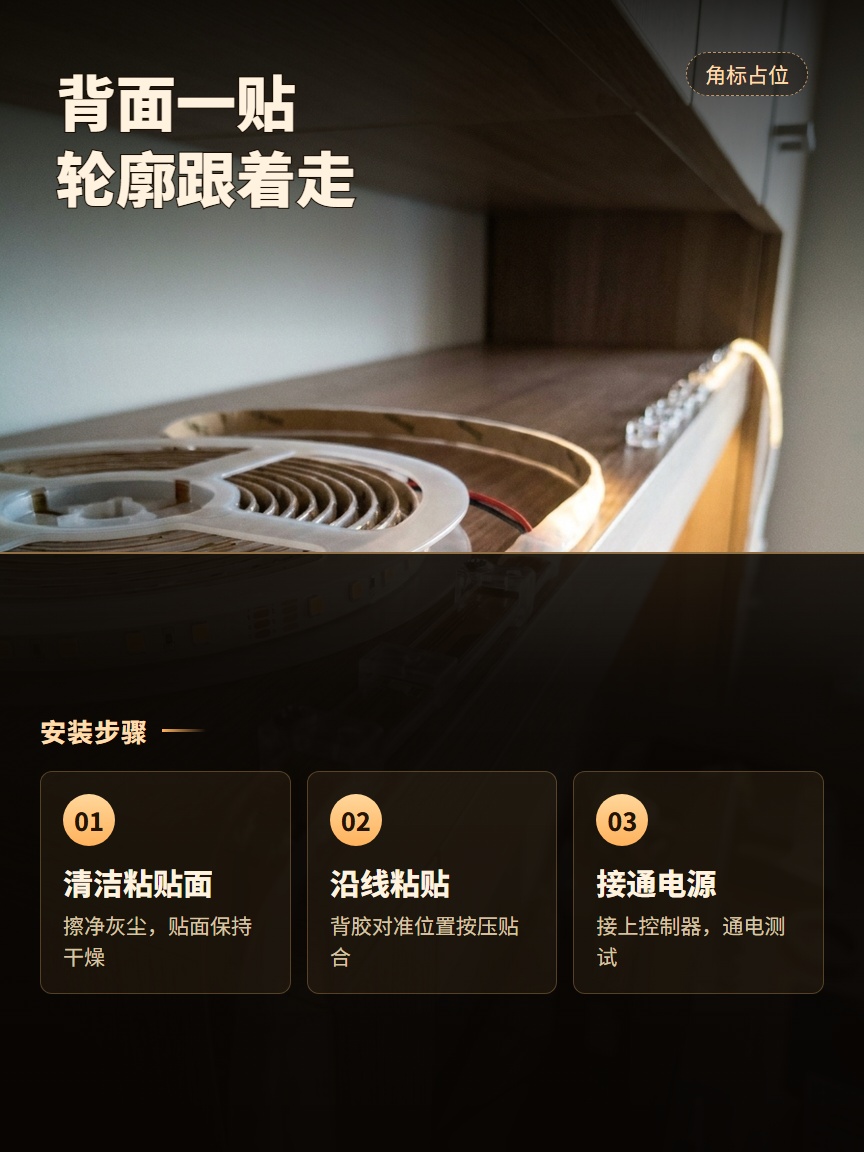 背面一贴
轮廓跟着走
角标占位
安装步骤
01
清洁粘贴面
擦净灰尘，贴面保持
干燥
02
沿线粘贴
背胶对准位置按压贴
合
03
接通电源
接上控制器，通电测
试